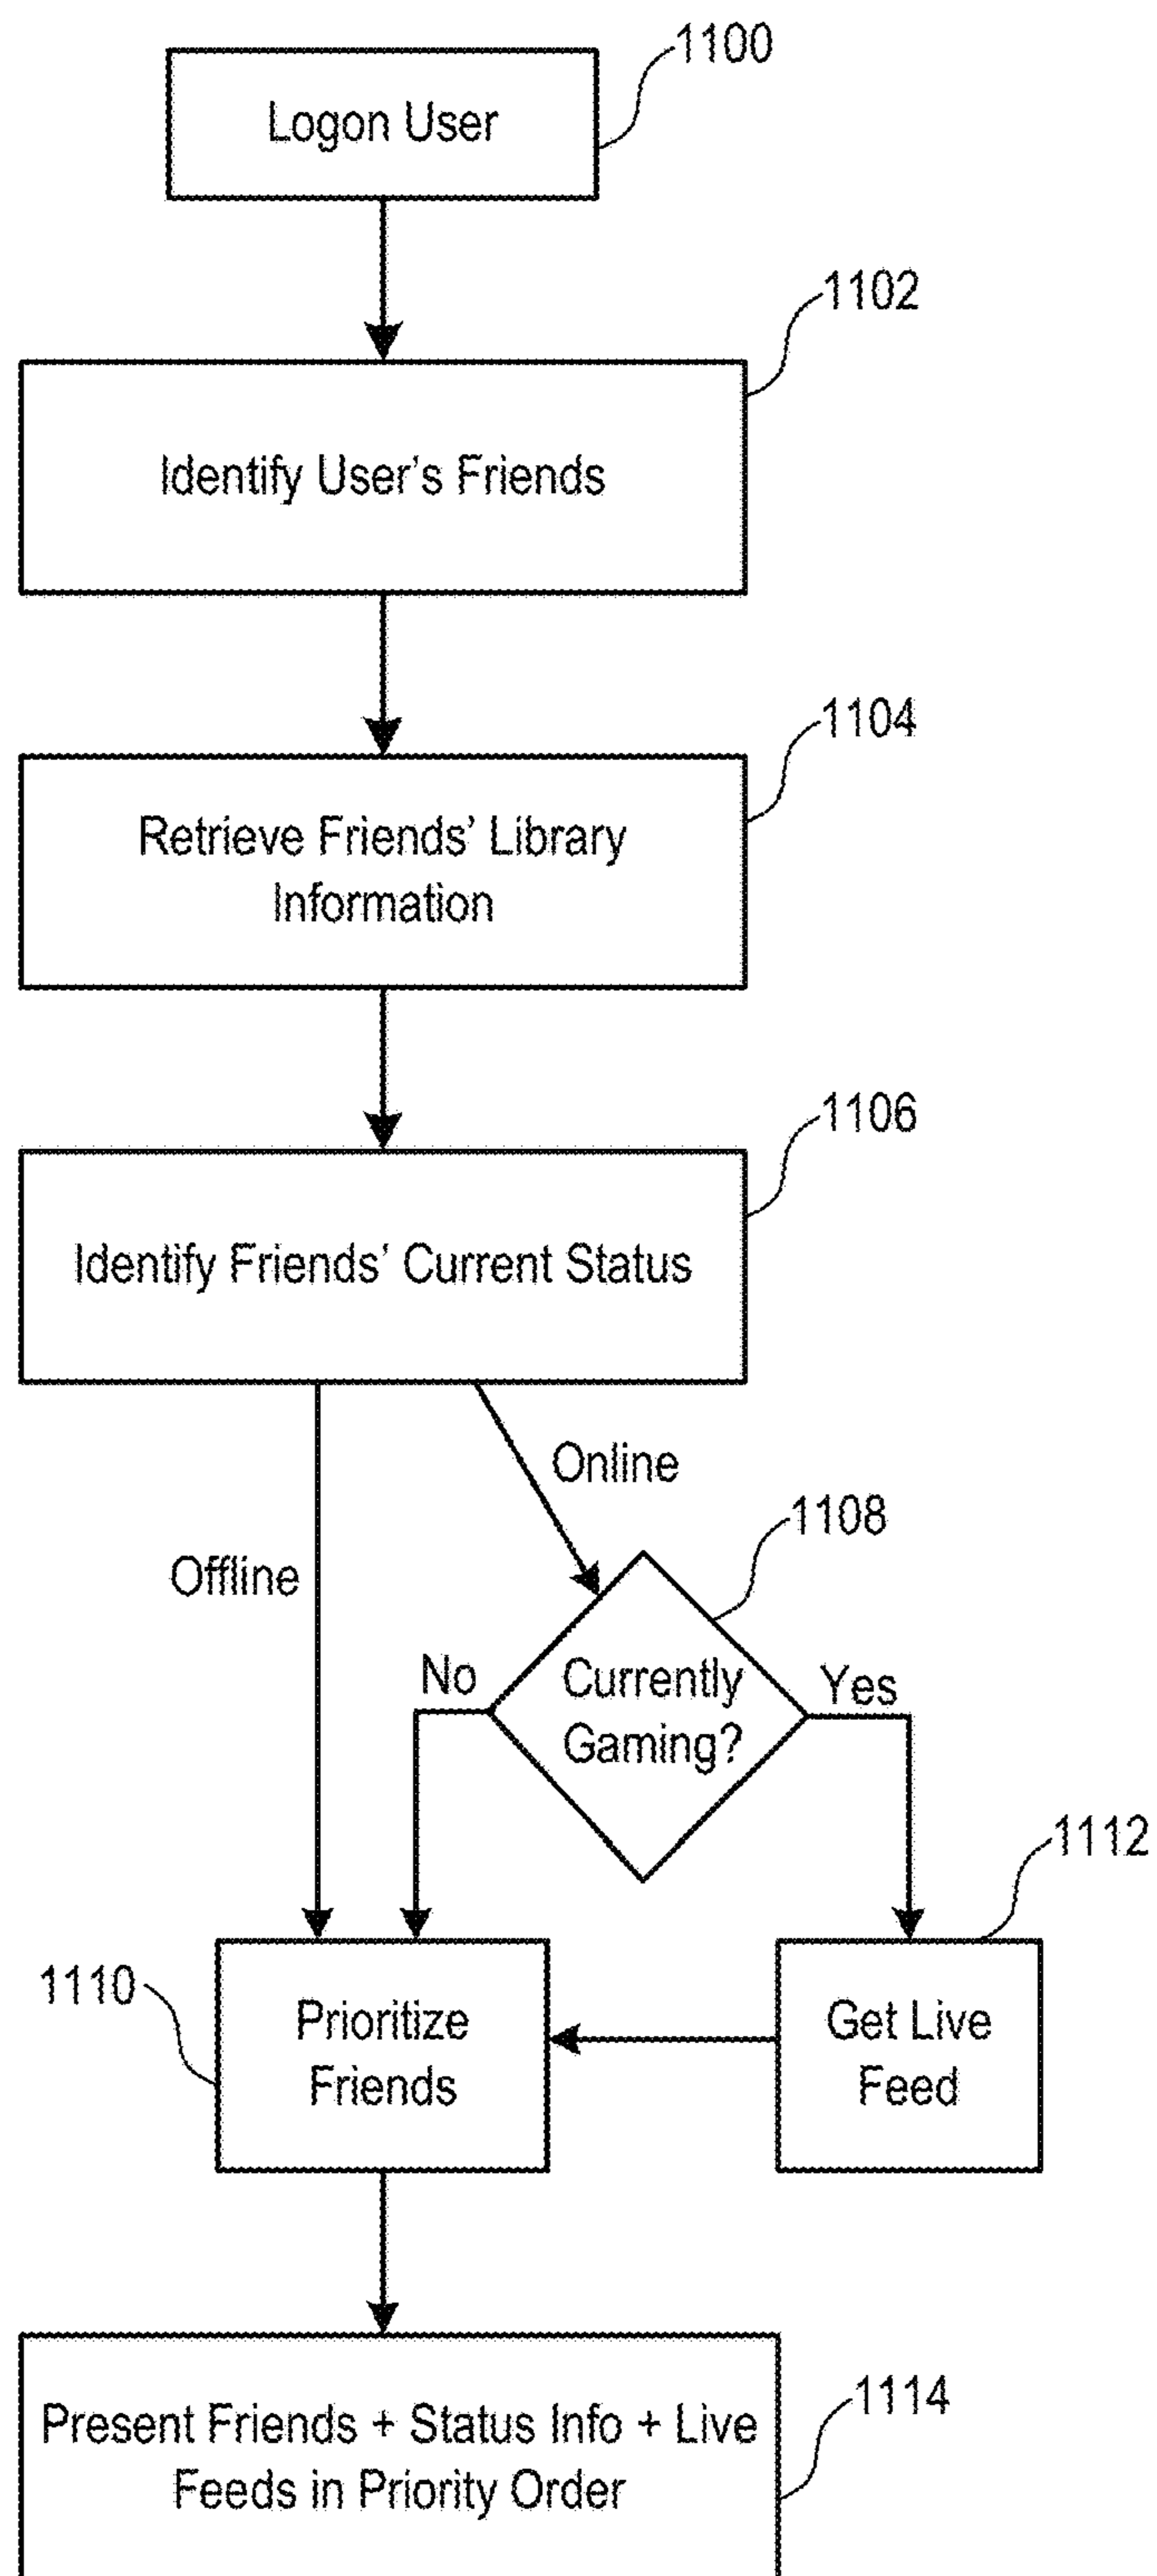 1100
Logon User
1102
Identify User's Friends
1104
Retrieve Friends' Library
Information
1106
Identify Friends' Current Status
Online
1108
Offline
No
Currently
Gaming?
Yes
1112
1110
Prioritize
Friends
Get Live
Feed
1114
Present Friends + Status Info + Live
Feeds in Priority Order